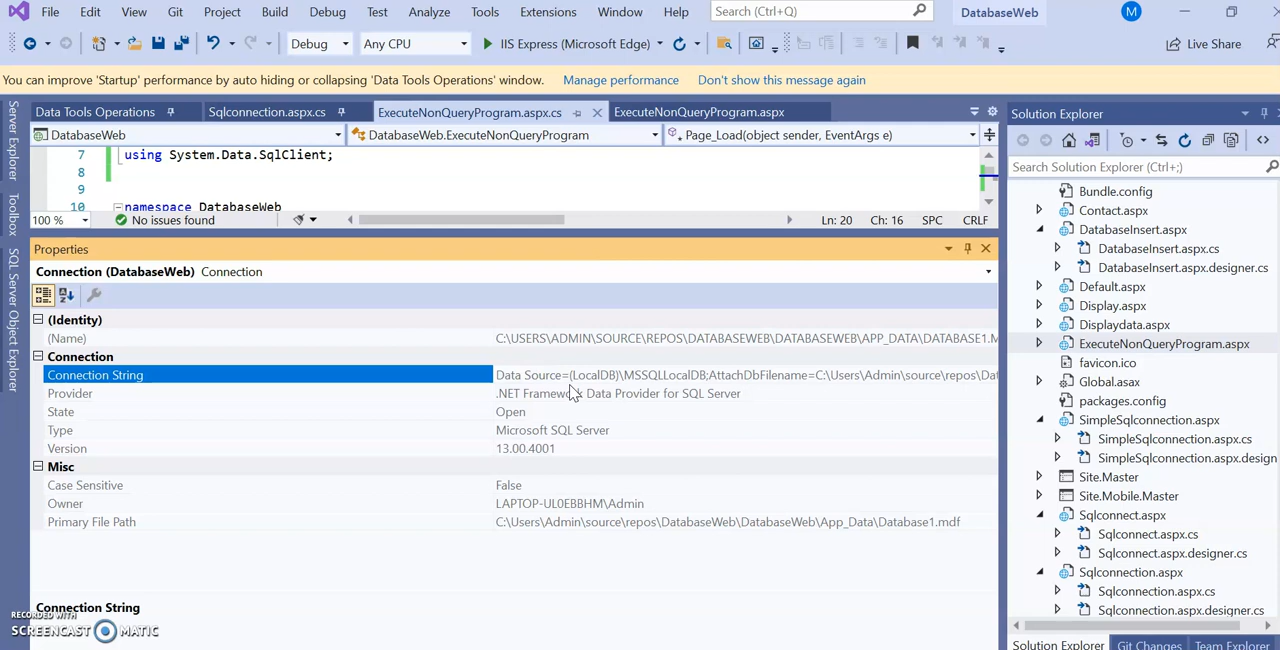 File Edit View Git Project Build Debug Test Analyze Tools Extensions Window Help Search (Ctrl+Q) DatabaseWeb M
Debug Any CPU IIS Express (Microsoft Edge) Live Share
You can improve 'Startup' performance by auto hiding or collapsing 'Data Tools Operations' window. Manage performance Don't show this message again
Server Explorer
Toolbox
SQL Server Object Explorer
Data Tools Operations Sqlconnection.aspx.cs ExecuteNonQueryProgram.aspx.cs ExecuteNonQueryProgram.aspx
DatabaseWeb DatabaseWeb.ExecuteNonQueryProgram Page_Load(object sender, EventArgs e)
7 using System.Data.SqlClient;
8
9
10 namespace DatabaseWeb
100 % No issues found Ln: 20 Ch: 16 SPC CRLF
Properties
Connection (DatabaseWeb) Connection
(Identity)
(Name) C:\USERS\ADMIN\SOURCE\REPOS\DATABASEWEB\DATABASEWEB\APP_DATA\DATABASE1.M
Connection
Connection String Data Source=(LocalDB)\MSSQLLocalDB;AttachDbFilename=C:\Users\Admin\source\repos\Dat
Provider .NET Framework Data Provider for SQL Server
State Open
Type Microsoft SQL Server
Version 13.00.4001
Misc
Case Sensitive False
Owner LAPTOP-UL0EBBHM\Admin
Primary File Path C:\Users\Admin\source\repos\DatabaseWeb\DatabaseWeb\App_Data\Database1.mdf
Connection String
RECORDED WITH
SCREENCAST MATIC
Solution Explorer
Search Solution Explorer (Ctrl+;)
Bundle.config
Contact.aspx
DatabaseInsert.aspx
DatabaseInsert.aspx.cs
DatabaseInsert.aspx.designer.cs
Default.aspx
Display.aspx
Displaydata.aspx
ExecuteNonQueryProgram.aspx
favicon.ico
Global.asax
packages.config
SimpleSqlconnection.aspx
SimpleSqlconnection.aspx.cs
SimpleSqlconnection.aspx.design
Site.Master
Site.Mobile.Master
Sqlconnect.aspx
Sqlconnect.aspx.cs
Sqlconnect.aspx.designer.cs
Sqlconnection.aspx
Sqlconnection.aspx.cs
Sqlconnection.aspx.designer.cs
Solution Explorer Git Changes Team Explorer